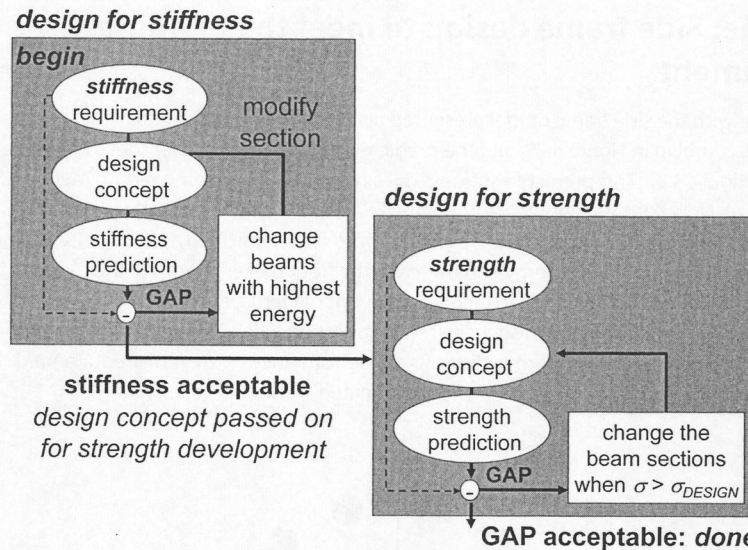 design for stiffness
begin
stiffness
requirement
modify
section
design
concept
stiffness
prediction
change
beams
with highest
energy
GAP
-
stiffness acceptable
design concept passed on
for strength development
design for strength
strength
requirement
design
concept
strength
prediction
change the
beam sections
when σ > σDESIGN
GAP
-
GAP acceptable: done